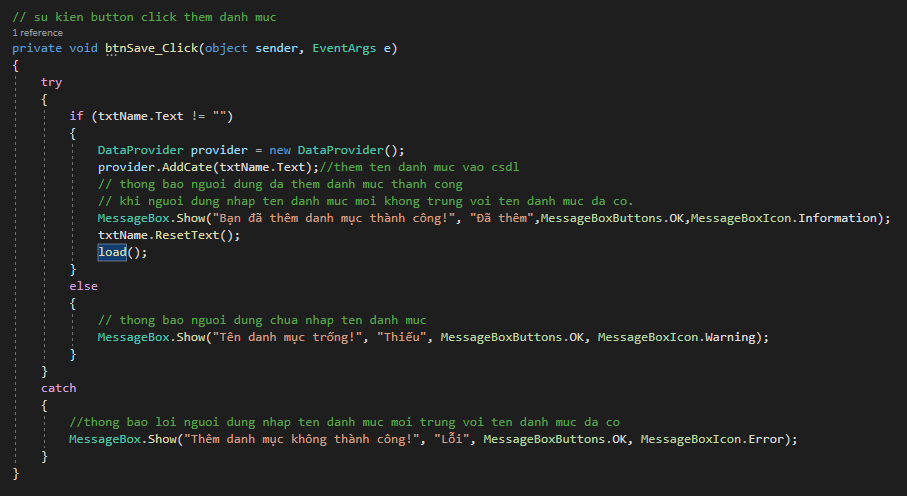 // su kien button click them danh muc
1 reference
private void btnSave_Click(object sender, EventArgs e)
{
try
{
if (txtName.Text != "")
{
DataProvider provider = new DataProvider();
provider.AddCate(txtName.Text);//them ten danh muc vao csdl
// thong bao nguoi dung da them danh muc thanh cong
// khi nguoi dung nhap ten danh muc moi khong trung voi ten danh muc da co.
MessageBox.Show("Bạn đã thêm danh mục thành công!", "Đã thêm",MessageBoxButtons.OK,MessageBoxIcon.Information);
txtName.ResetText();
load();
}
else
{
// thong bao nguoi dung chua nhap ten danh muc
MessageBox.Show("Tên danh mục trống!", "Thiếu", MessageBoxButtons.OK, MessageBoxIcon.Warning);
}
}
catch
{
//thong bao loi nguoi dung nhap ten danh muc moi trung voi ten danh muc da co
MessageBox.Show("Thêm danh mục không thành công!", "Lỗi", MessageBoxButtons.OK, MessageBoxIcon.Error);
}
}